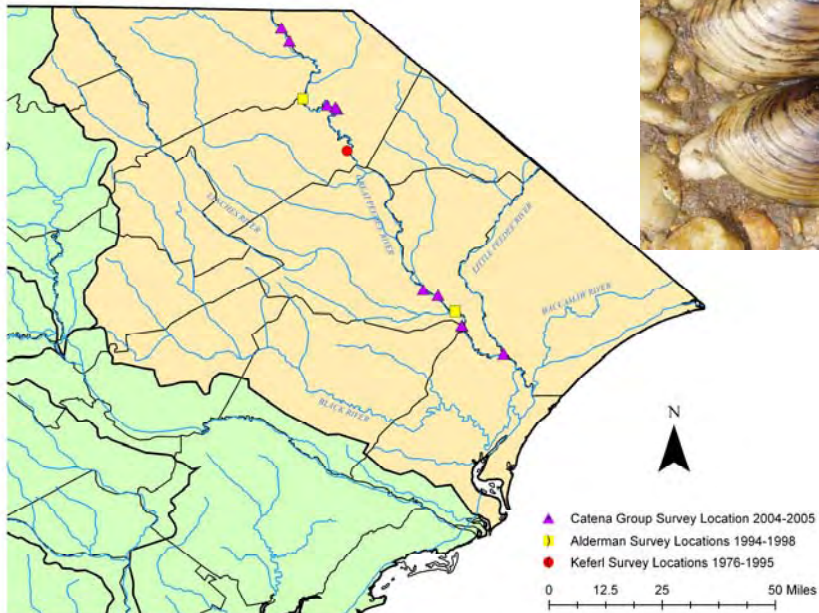 LYNCHES RIVER
GREAT PEE DEE RIVER
LITTLE PEE DEE RIVER
WACCAMAW RIVER
BLACK RIVER
N
Catena Group Survey Location 2004-2005
Alderman Survey Locations 1994-1998
Keferl Survey Locations 1976-1995
0 12.5 25 50 Miles